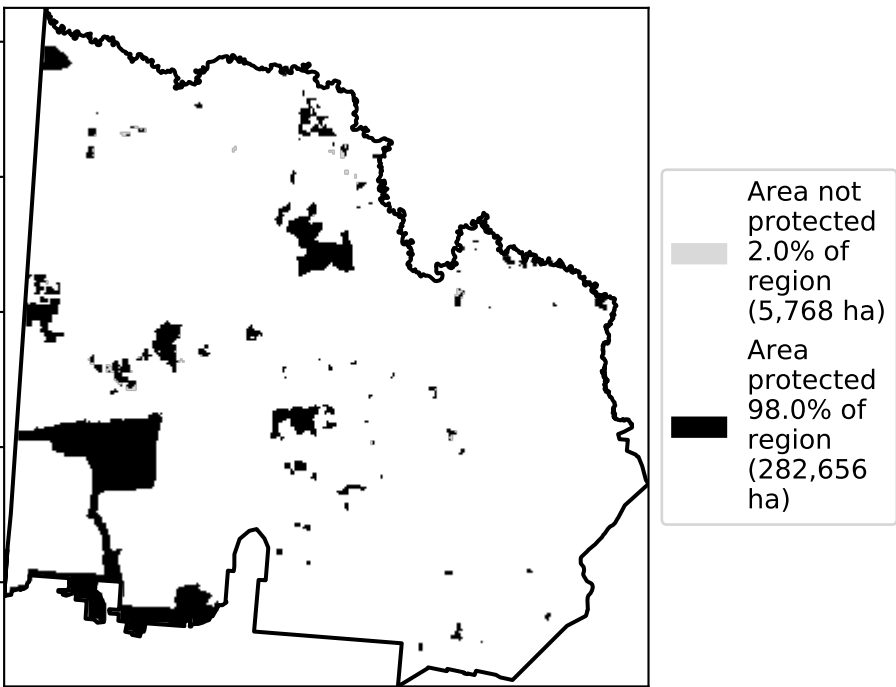 Area not
protected
2.0% of
region
(5,768 ha)
Area
protected
98.0% of
region
(282,656
ha)